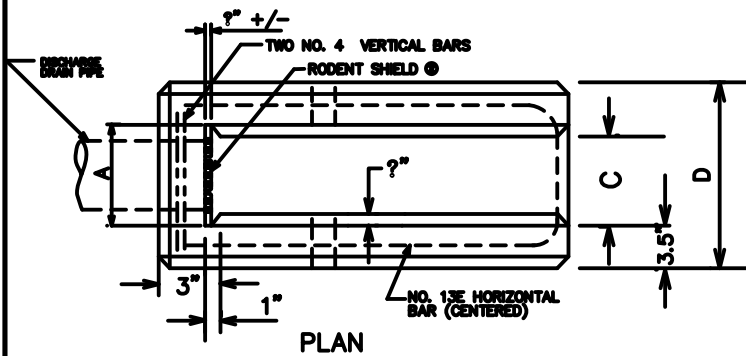 ?" +/-
TWO NO. 4 VERTICAL BARS
DISCHARGE
DRAIN PIPE
RODENT SHIELD ⊕
A
?"
C
D
3.5"
3"
1"
NO. 13E HORIZONTAL
BAR (CENTERED)
PLAN